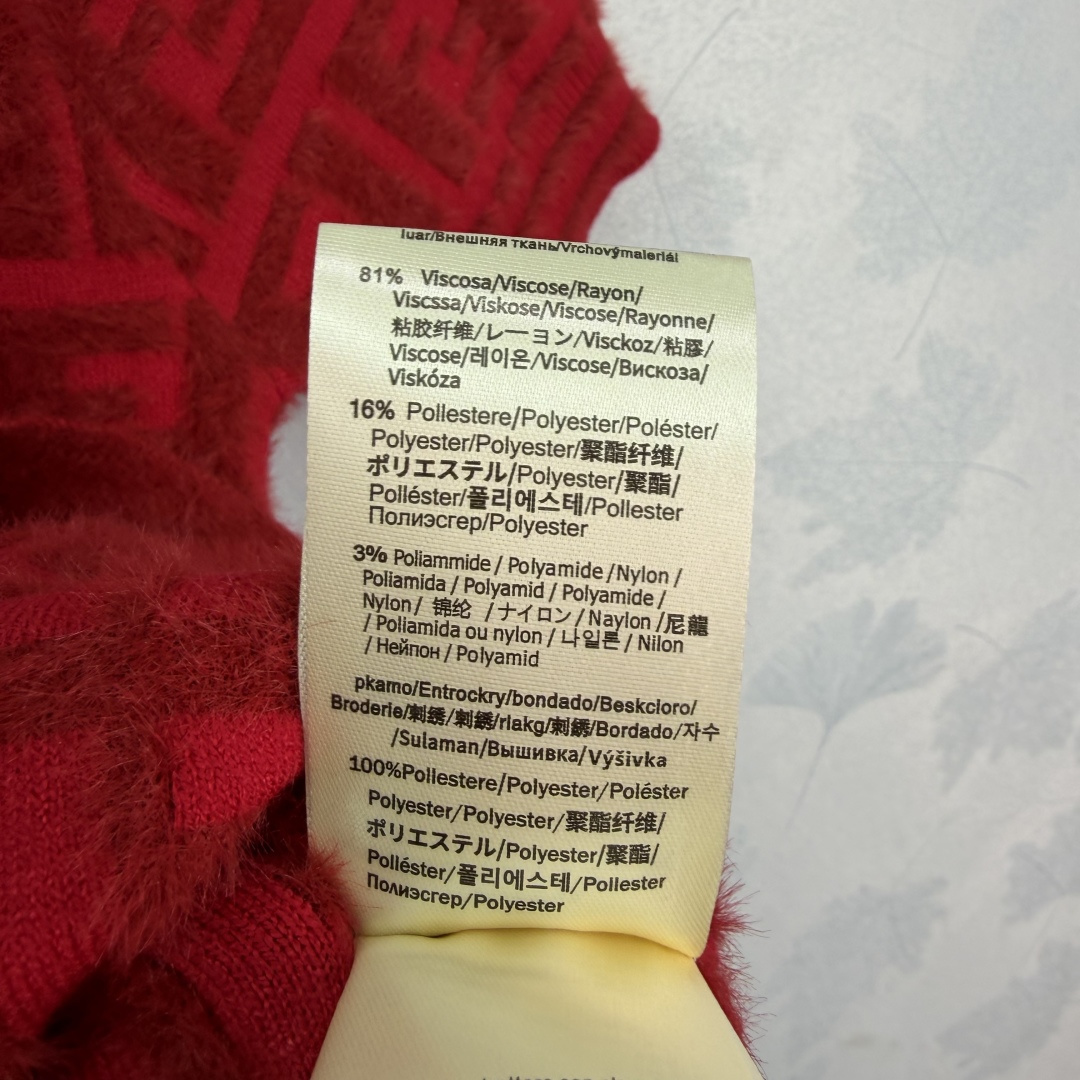 luar/Внешняя ткань/Vrchovýmaleriál
81% Viscosa/Viscose/Rayon/
Viscssa/Viskose/Viscose/Rayonne/
粘胶纤维/レーヨン/Visckoz/粘膠/
Viscose/레이온/Viscose/Вискоза/
Viskóza
16% Pollestere/Polyester/Poléster/
Polyester/Polyester/聚酯纤维/
ポリエステル/Polyester/聚酯/
Polléster/폴리에스테/Pollester
Полиэсгер/Polyester
3% Poliammide / Polyamide /Nylon /
Poliamida / Polyamid / Polyamide /
Nylon / 锦纶 / ナイロン / Naylon /尼龍
/ Poliamida ou nylon / 나일론 / Nilon
/ Нейпон / Polyamid
pkamo/Entrockry/bondado/Beskcloro/
Broderle/刺绣/刺繡/rlakg/刺繡/Bordado/자수
/Sulaman/Вышивка/Výšivka
100%Pollestere/Polyester/Poléster
Polyester/Polyester/聚酯纤维/
ポリエステル/Polyester/聚酯/
Polléster/폴리에스테/Pollester
Полиэсгер/Polyester